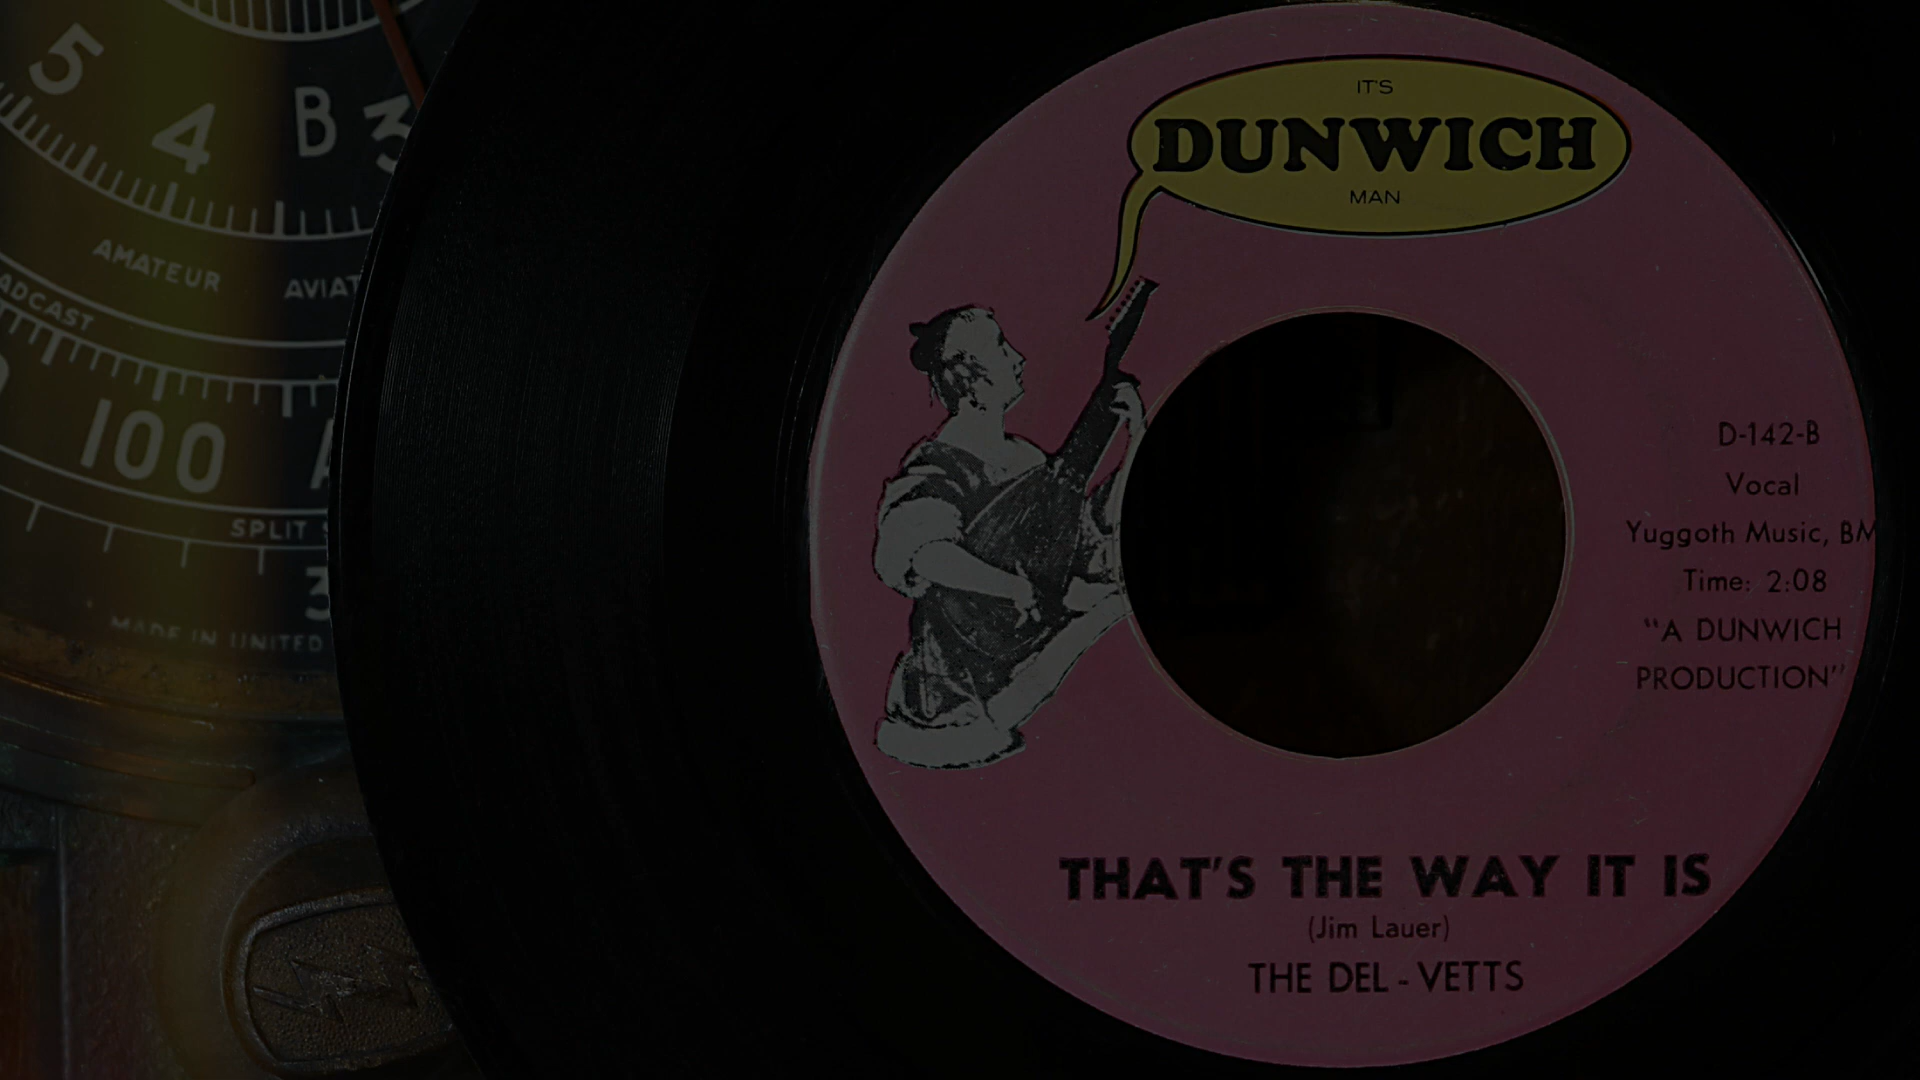 5
4
B
3
AMATEUR
AVIAT
ADCAST
100
SPLIT
3
MADE IN UNITED
IT'S
DUNWICH
MAN
D-142-B
Vocal
Yuggoth Music, BM
Time: 2:08
"A DUNWICH
PRODUCTION"
THAT'S THE WAY IT IS
(Jim Lauer)
THE DEL-VETTS